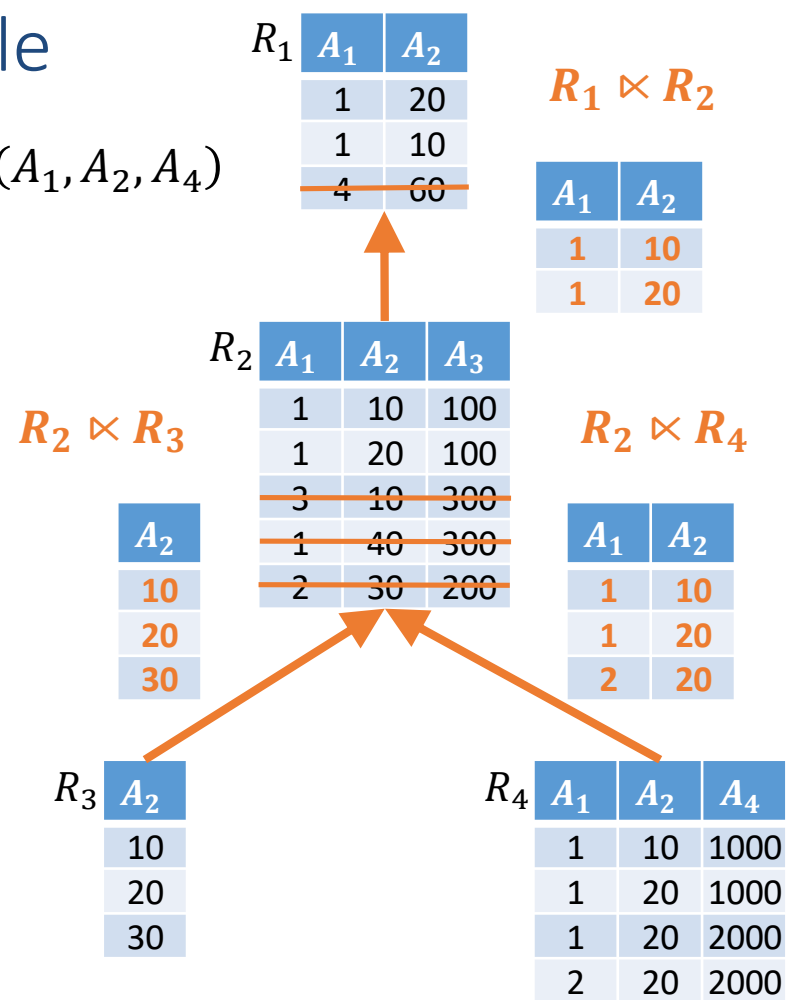 le
(A₁, A₂, A₄)
R₁ A₁ A₂
1 20
1 10
4 60
R₁ ⋉ R₂
A₁ A₂
1 10
1 20
R₂ A₁ A₂ A₃
1 10 100
1 20 100
3 10 300
1 40 300
2 30 200
R₂ ⋉ R₃
A₂
10
20
30
R₂ ⋉ R₄
A₁ A₂
1 10
1 20
2 20
R₃ A₂
10
20
30
R₄ A₁ A₂ A₄
1 10 1000
1 20 1000
1 20 2000
2 20 2000